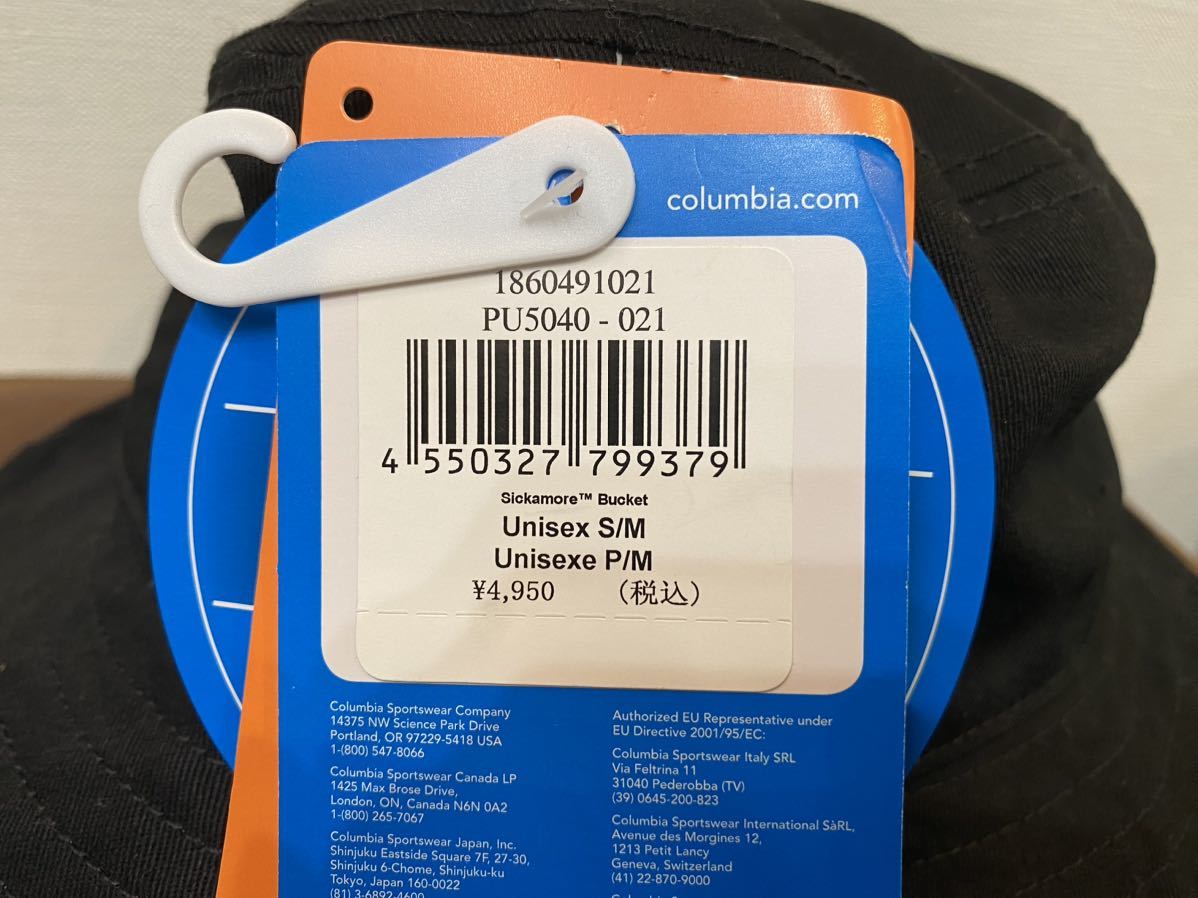 columbia.com
1860491021
PU5040 - 021
4 550327 799379
Sickamore™ Bucket
Unisex S/M
Unisexe P/M
¥4,950 (税込)
Columbia Sportswear Company
14375 NW Science Park Drive
Portland, OR 97229-5418 USA
1-(800) 547-8066
Columbia Sportswear Canada LP
1425 Max Brose Drive,
London, ON, Canada N6N 0A2
1-(800) 265-7067
Columbia Sportswear Japan, Inc.
Shinjuku Eastside Square 7F, 27-30,
Shinjuku 6-Chome, Shinjuku-ku
Tokyo, Japan 160-0022
(81) 3-6892-4600
Authorized EU Representative under
EU Directive 2001/95/EC:
Columbia Sportswear Italy SRL
Via Feltrina 11
31040 Pederobba (TV)
(39) 0645-200-823
Columbia Sportswear International SàRL,
Avenue des Morgines 12,
1213 Petit Lancy
Geneva, Switzerland
(41) 22-870-9000